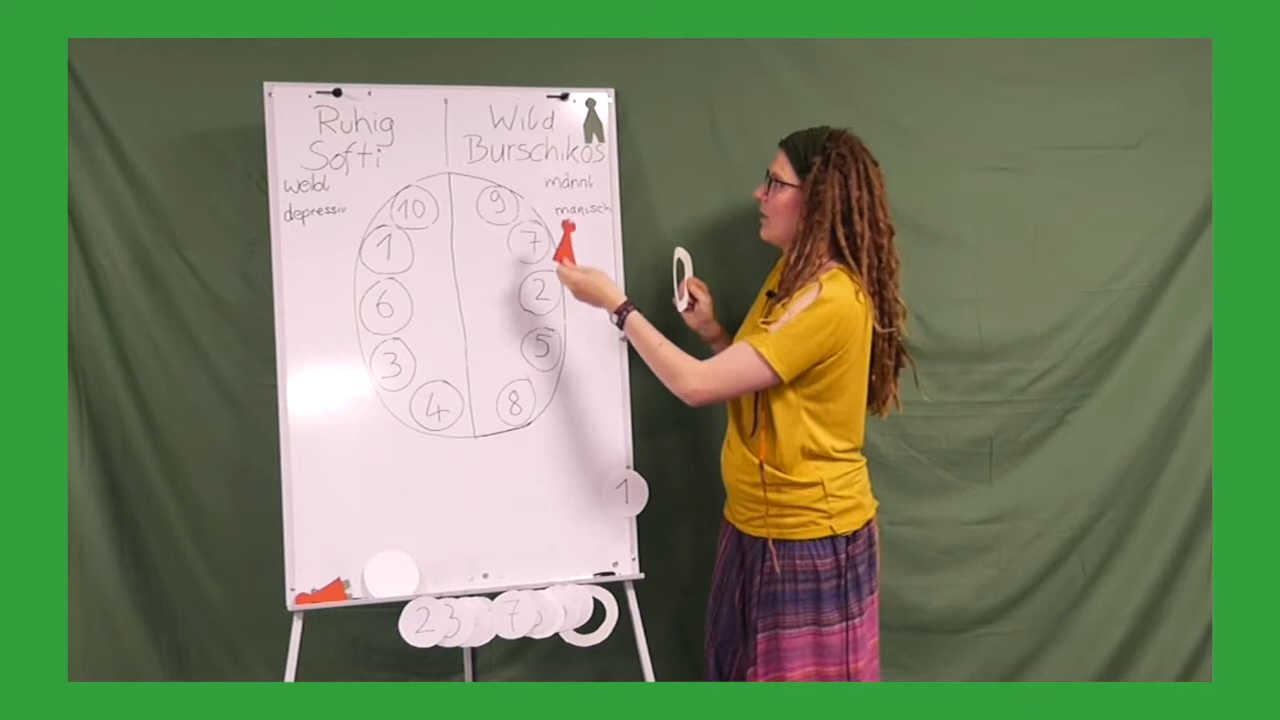 Ruhig
Softi
weibl
depressiv
Wild
Burschikos
männl
manisch
10
9
1
7
6
2
3
5
4
8
1
2
3
7